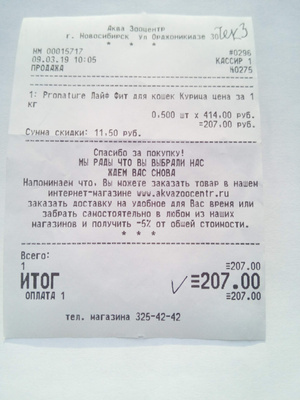 Аква Зооцентр
г. Новосибирск Ул Орджоникидзе 30
Чек 3
* * *
НМ 00015717 #0296
09.03.19 10:05 КАССИР 1
ПРОДАЖА №0275
1: Pronature Лайф Фит для кошек Курица цена за 1
кг
0.500 шт x 414.00 руб.
=207.00 руб.
Сумма скидки: 11.50 руб.
Спасибо за покупку!
МЫ РАДЫ ЧТО ВЫ ВЫБРАЛИ НАС
ЖДЕМ ВАС СНОВА
Напоминаем что, Вы можете заказать товар в нашем
интернет-магазине www.akvazoocentr.ru
заказать доставку на удобное для Вас время или
забрать самостоятельно в любом из наших
магазинов и получить -5% от общей стоимости.
* * *
Всего:
1 ≡207.00
ИТОГ ≡207.00
ОПЛАТА 1 ≡207.00
тел. магазина 325-42-42